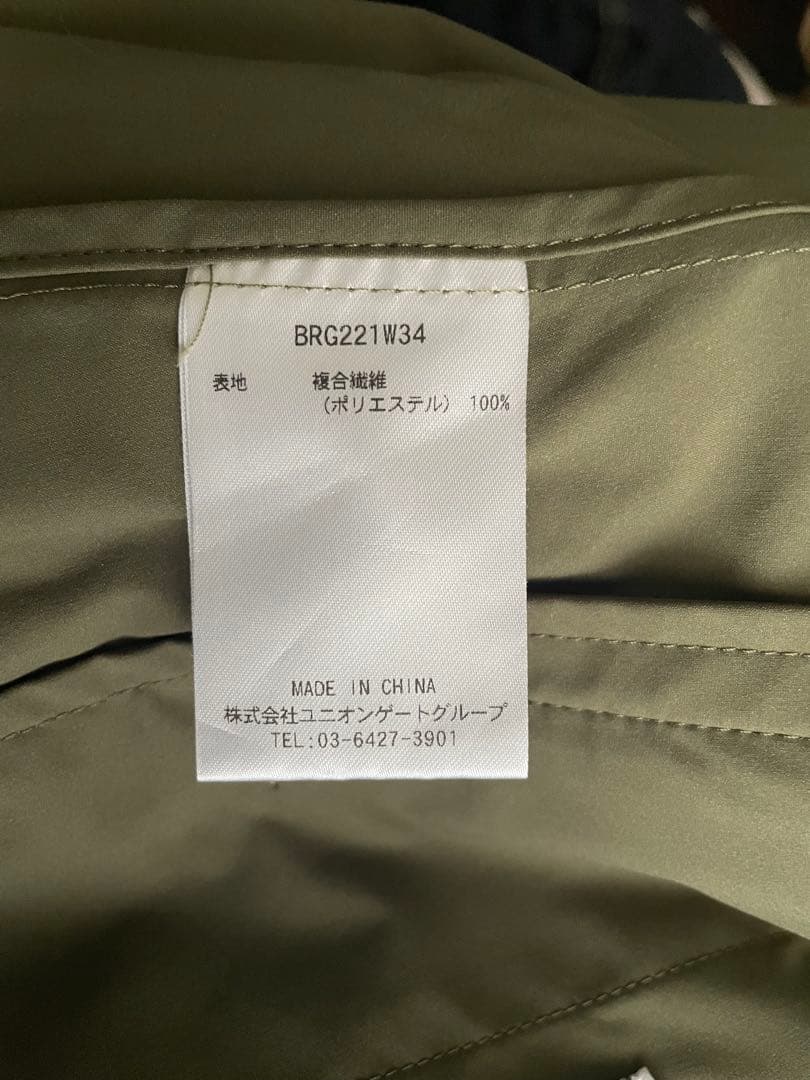 BRG221W34
表地 複合繊維
（ポリエステル） 100%
MADE IN CHINA
株式会社ユニオンゲートグループ
TEL:03-6427-3901